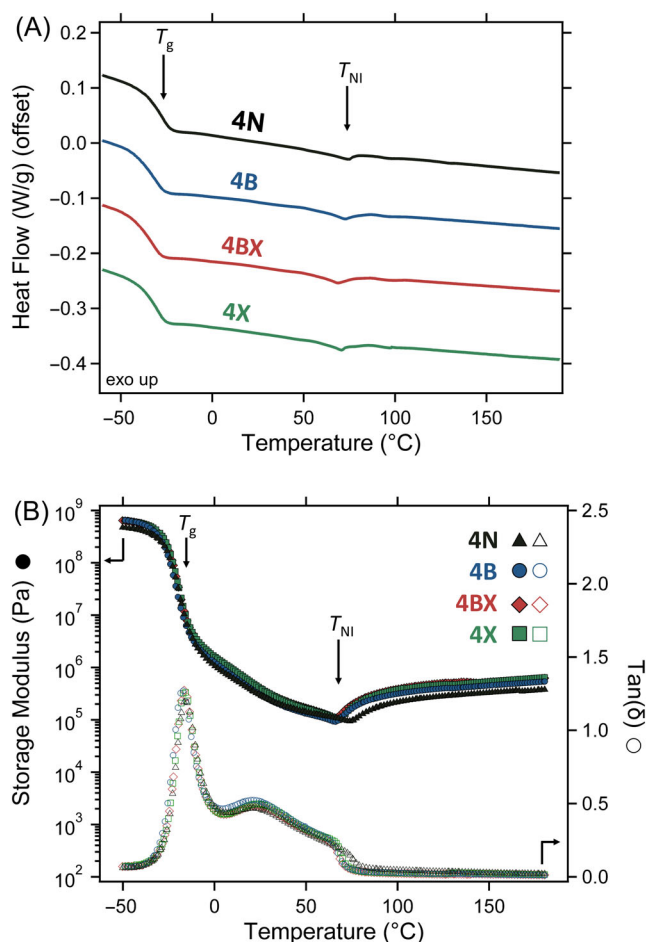 (A)
0.2
0.1
0.0
−0.1
−0.2
−0.3
−0.4
Heat Flow (W/g) (offset)
Tg
TNI
4N
4B
4BX
4X
exo up
−50
0
50
100
150
Temperature (°C)
(B)
10⁹
10⁸
10⁷
10⁶
10⁵
10⁴
10³
10²
Storage Modulus (Pa)
Tg
TNI
4N
4B
4BX
4X
2.5
2.0
1.5
1.0
0.5
0.0
Tan(δ)
−50
0
50
100
150
Temperature (°C)